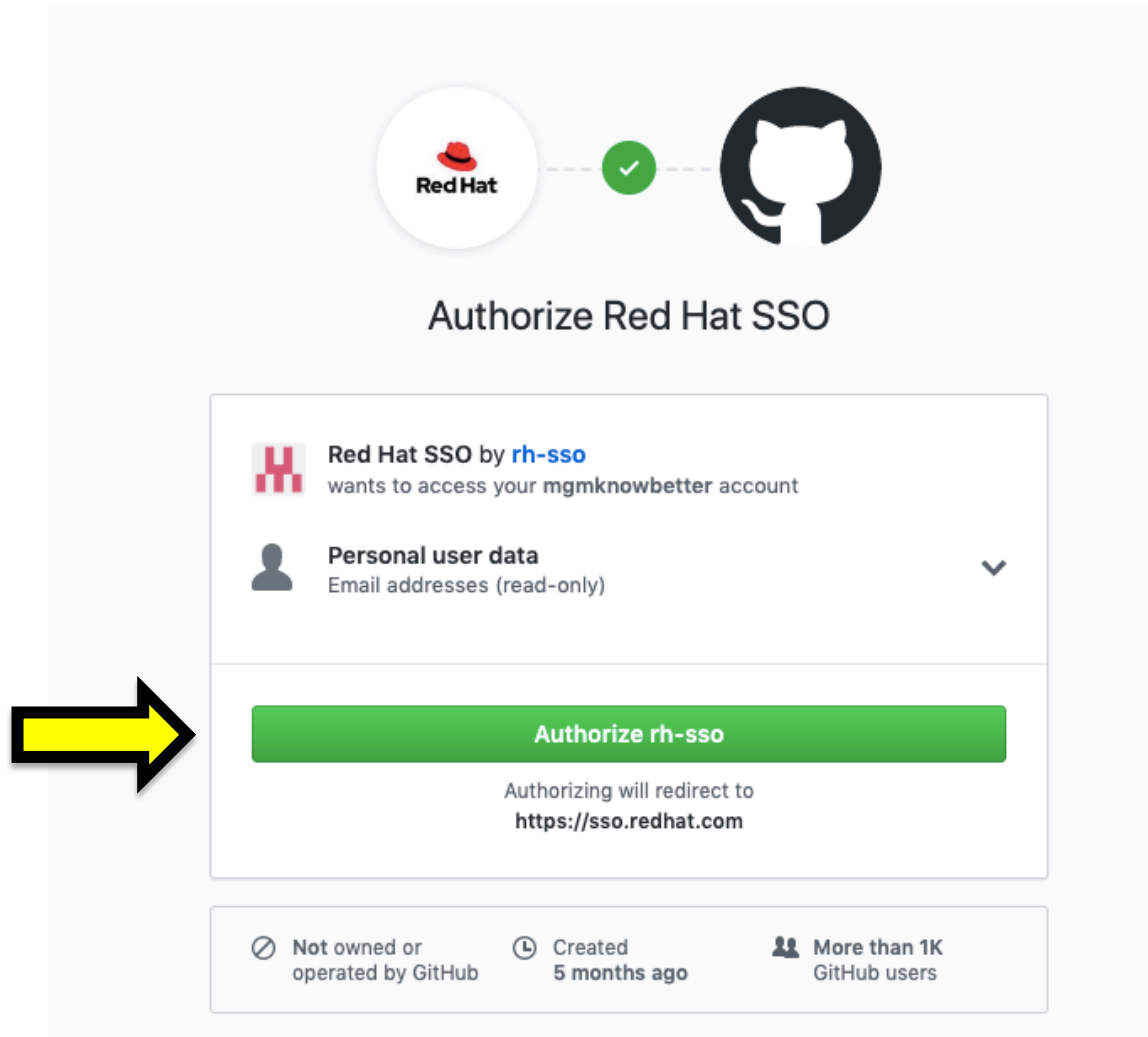 Red Hat
Authorize Red Hat SSO
Red Hat SSO by rh-sso
wants to access your mgmknowbetter account
Personal user data
Email addresses (read-only)
Authorize rh-sso
Authorizing will redirect to
https://sso.redhat.com
Not owned or
operated by GitHub
Created
5 months ago
More than 1K
GitHub users